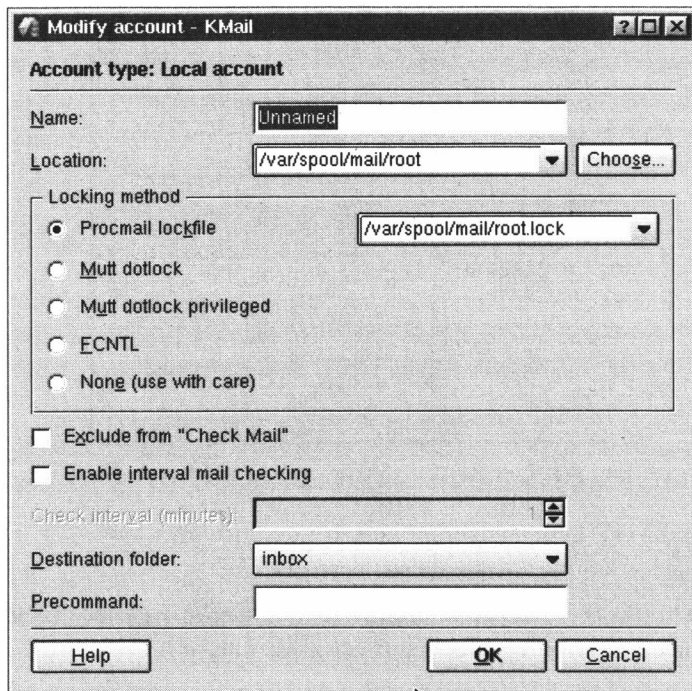 Modify account - KMail
Account type: Local account
Name: Unnamed
Location: /var/spool/mail/root Choose...
Locking method
Procmail lockfile /var/spool/mail/root.lock
Mutt dotlock
Mutt dotlock privileged
FCNTL
None (use with care)
Exclude from "Check Mail"
Enable interval mail checking
Check interval (minutes): 1
Destination folder: inbox
Precommand:
Help OK Cancel